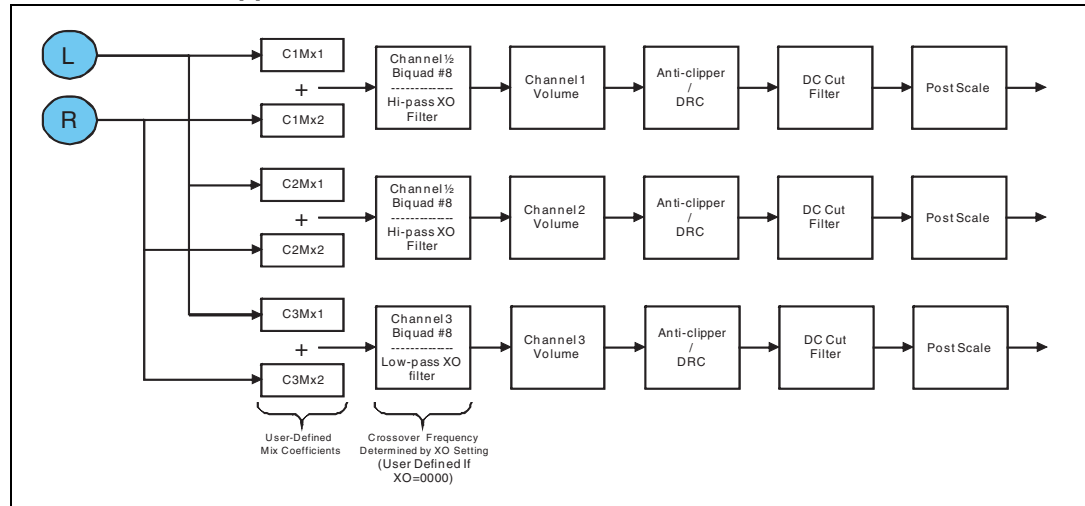 L
R
C1Mx1
+
C1Mx2
Channel ½
Biquad #8
---------------
Hi-pass XO
Filter
Channel 1
Volume
Anti-clipper
/
DRC
DC Cut
Filter
Post Scale
C2Mx1
+
C2Mx2
Channel ½
Biquad #8
---------------
Hi-pass XO
Filter
Channel 2
Volume
Anti-clipper
/
DRC
DC Cut
Filter
Post Scale
C3Mx1
+
C3Mx2
Channel 3
Biquad #8
---------------
Low-pass XO
filter
Channel 3
Volume
Anti-clipper
/
DRC
DC Cut
Filter
Post Scale
User-Defined
Mix Coefficients
Crossover Frequency
Determined by XO Setting
(User Defined If
XO=0000)